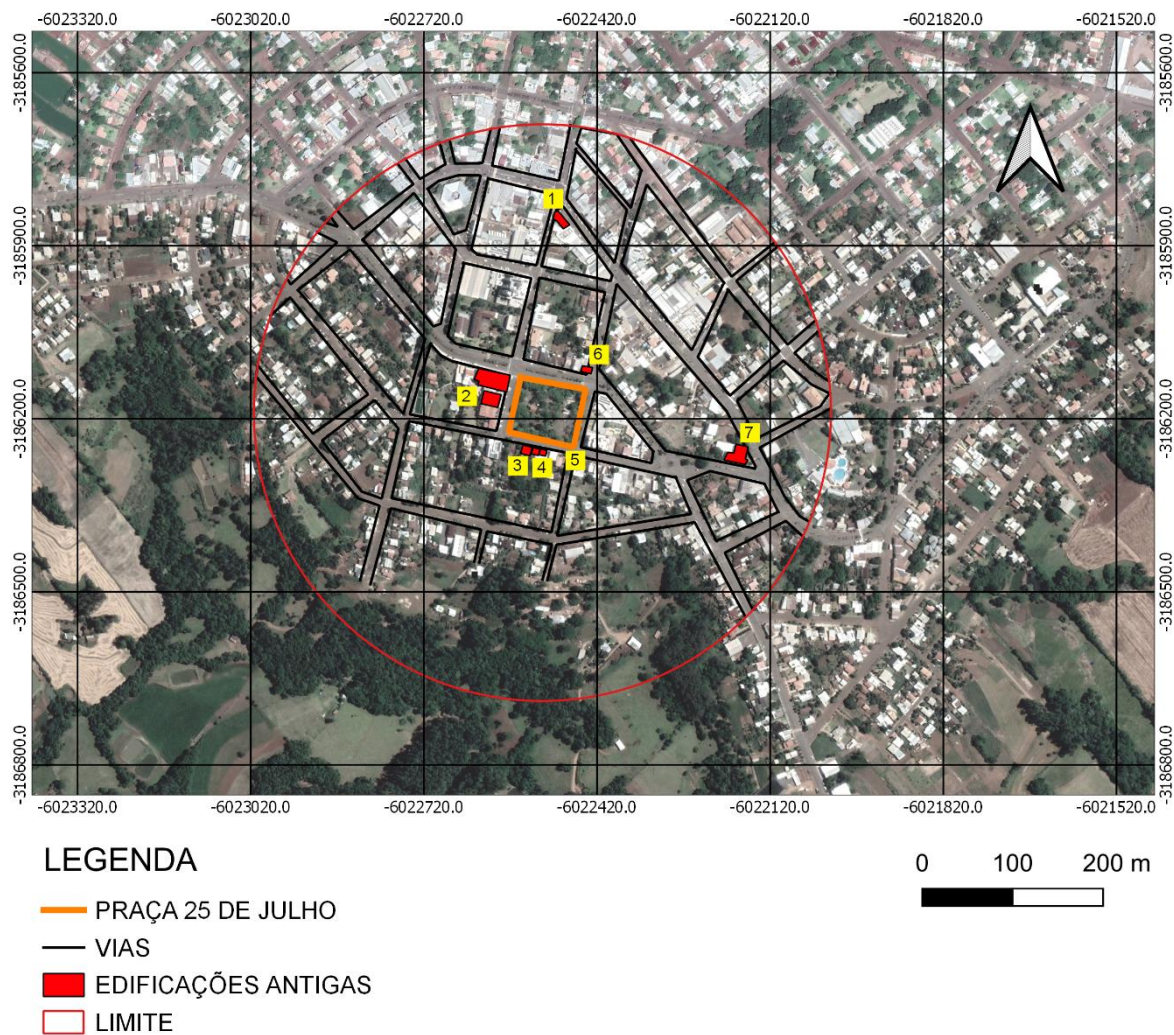 -6023320.0 -6023020.0 -6022720.0 -6022420.0 -6022120.0 -6021820.0 -6021520.0
-3185600.0 -3185600.0
-3185900.0 -3185900.0
-3186200.0 -3186200.0
-3186500.0 -3186500.0
-3186800.0 -3186800.0
1
6
2
7
3
4
5
-6023320.0 -6023020.0 -6022720.0 -6022420.0 -6022120.0 -6021820.0 -6021520.0
LEGENDA
PRAÇA 25 DE JULHO
VIAS
EDIFICAÇÕES ANTIGAS
LIMITE
0 100 200 m